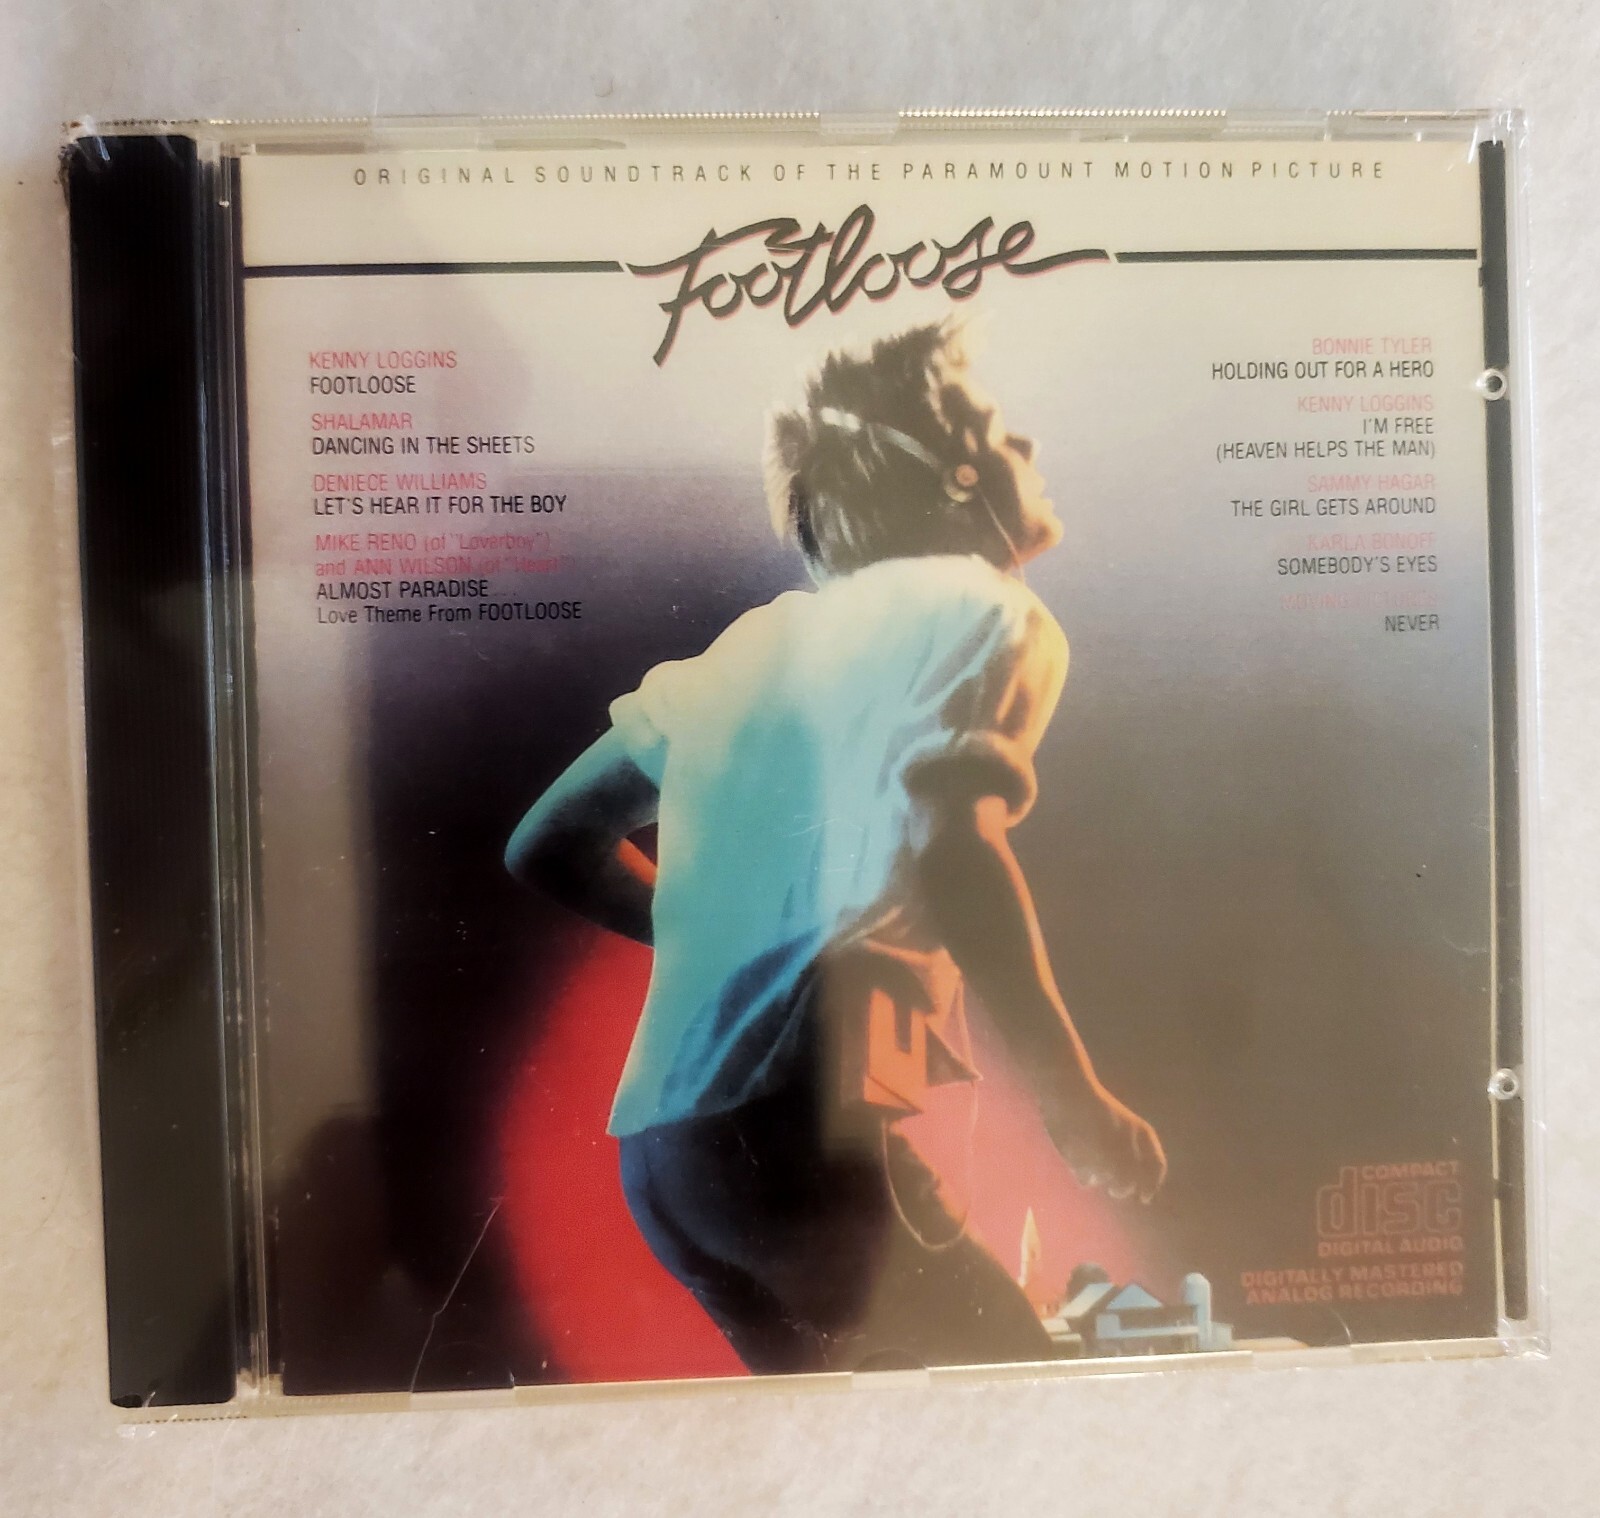 ORIGINAL SOUNDTRACK OF THE PARAMOUNT MOTION PICTURE
Footloose
KENNY LOGGINS
FOOTLOOSE
SHALAMAR
DANCING IN THE SHEETS
DENIECE WILLIAMS
LET'S HEAR IT FOR THE BOY
MIKE RENO (of "Loverboy")
and ANN WILSON (of "Heart")
ALMOST PARADISE...
Love Theme From FOOTLOOSE
BONNIE TYLER
HOLDING OUT FOR A HERO
KENNY LOGGINS
I'M FREE
(HEAVEN HELPS THE MAN)
SAMMY HAGAR
THE GIRL GETS AROUND
KARLA BONOFF
SOMEBODY'S EYES
MOVING PICTURES
NEVER
COMPACT
disc
DIGITAL AUDIO
DIGITALLY MASTERED
ANALOG RECORDING